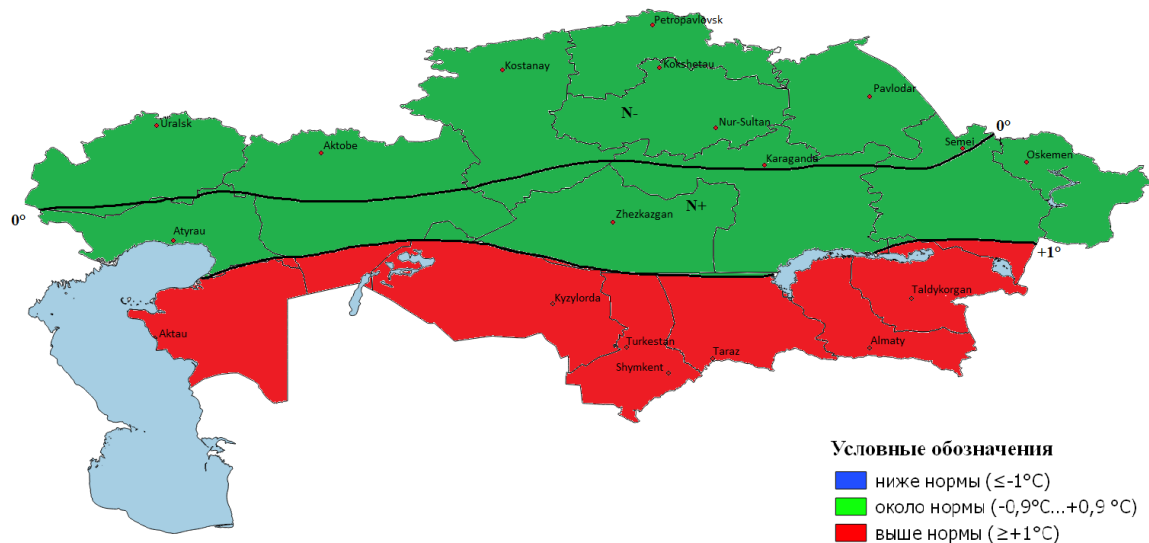 Petropavlovsk
Kostanay
Kokshetau
Pavlodar
N-
Uralsk
Nur-Sultan
0°
Aktobe
Semei
Karaganda
Oskemen
N+
0°
Zhezkazgan
Atyrau
+1°
Taldykorgan
Kyzylorda
Aktau
Turkestan
Almaty
Taraz
Shymkent
Условные обозначения
ниже нормы (≤-1°C)
около нормы (-0,9°C...+0,9 °C)
выше нормы (≥+1°C)